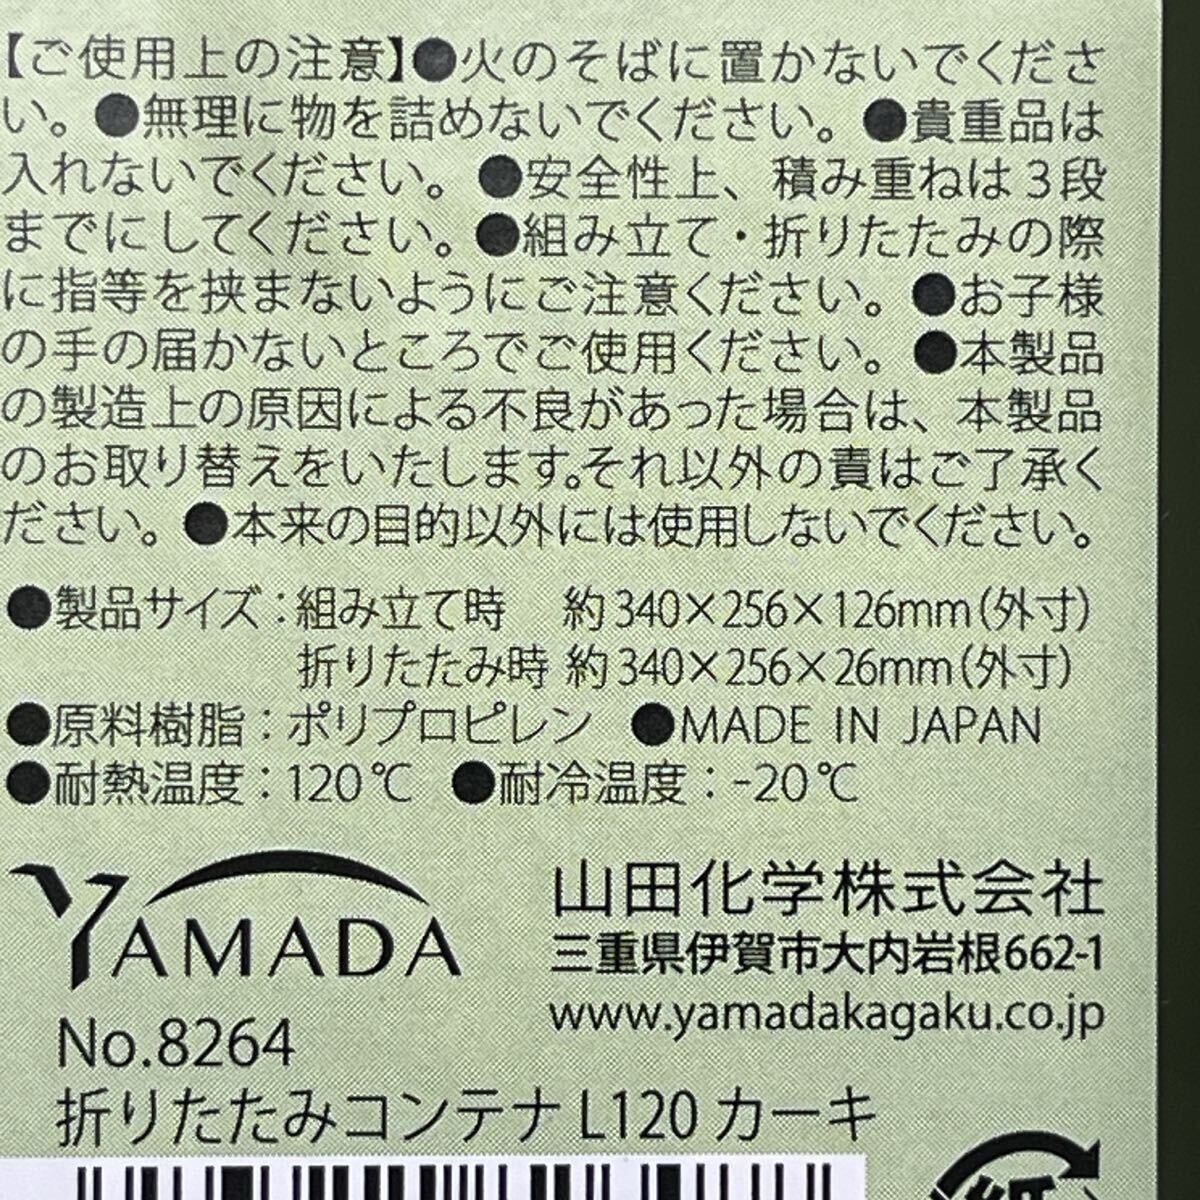 【ご使用上の注意】●火のそばに置かないでくださ
い。●無理に物を詰めないでください。●貴重品は
入れないでください。●安全性上、積み重ねは3段
までにしてください。●組み立て・折りたたみの際
に指等を挟まないようにご注意ください。●お子様
の手の届かないところでご使用ください。●本製品
の製造上の原因による不良があった場合は、本製品
のお取り替えをいたします。それ以外の責はご了承く
ださい。●本来の目的以外には使用しないでください。
●製品サイズ：組み立て時 約340×256×126mm（外寸）
折りたたみ時 約340×256×26mm（外寸）
●原料樹脂：ポリプロピレン ●MADE IN JAPAN
●耐熱温度：120℃ ●耐冷温度：-20℃
YAMADA
山田化学株式会社
三重県伊賀市大内岩根662-1
www.yamadakagaku.co.jp
No.8264
折りたたみコンテナL120カーキ